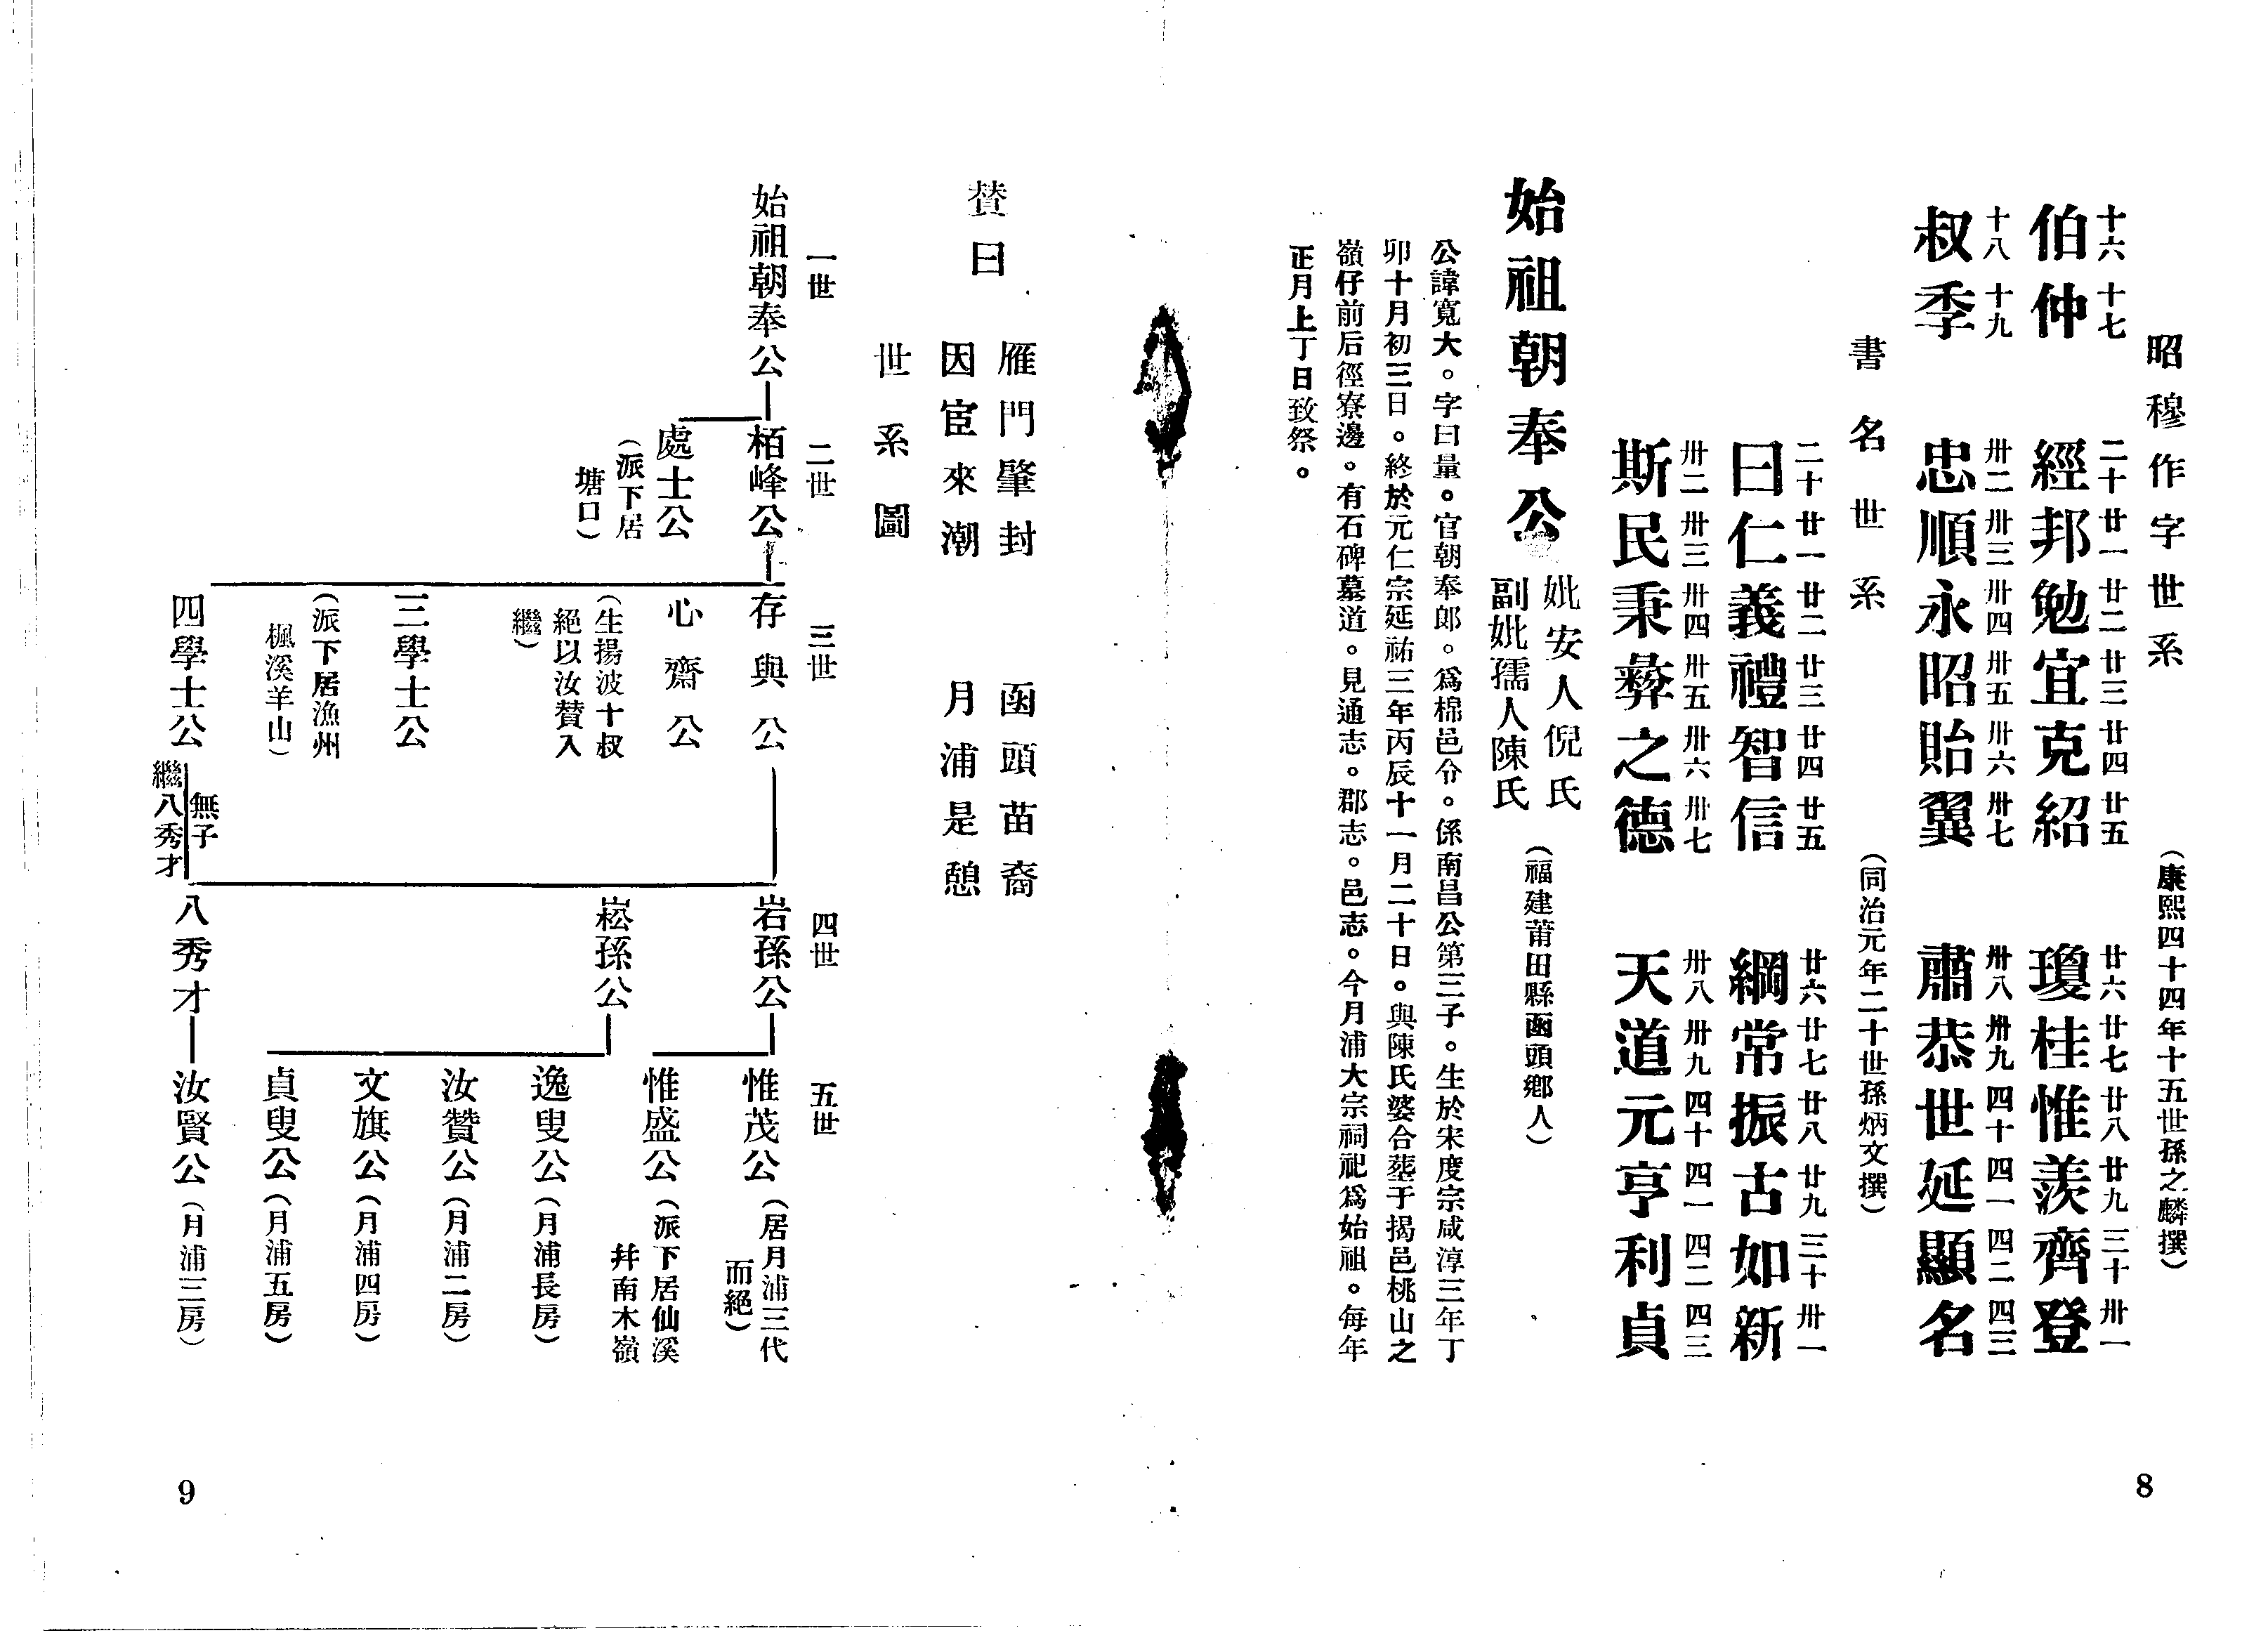 昭穆作字世系（康熙四十四年十五世孫之麟撰）
十六 十七 二十 廿一 廿二 廿三 廿四 廿五 廿六 廿七 廿八 廿九 三十 卅一
伯仲 經邦勉宜克紹 瓊桂惟羨齊登
十八 十九 卅二 卅三 卅四 卅五 卅六 卅七 卅八 卅九 四十 四一 四二 四三
叔季 忠順永昭貽翼 肅恭世延顯名
書名世系（同治元年二十世孫炳文撰）
二十 廿一 廿二 廿三 廿四 廿五 廿六 廿七 廿八 廿九 三十 卅一
曰仁義禮智信 綱常振古如新
卅二 卅三 卅四 卅五 卅六 卅七 卅八 卅九 四十 四一 四二 四三
斯民秉彝之德 天道元亨利貞
始祖朝奉公
妣安人倪氏
副妣孺人陳氏
（福建莆田縣函頭鄉人）
公諱寬大。字曰量。官朝奉郎。爲棉邑令。係南昌公第三子。生於宋度宗咸淳三年丁
卯十月初三日。終於元仁宗延祐三年丙辰十一月二十日。與陳氏婆合塟于揭邑桃山之
嶺仔前后徑寮邊。有石碑墓道。見通志。郡志。邑志。今月浦大宗祠祀爲始祖。每年
正月上丁日致祭。
8
贊曰
雁門肇封 函頭苗裔
因宦來潮 月浦是憩
世系圖
一世 二世 三世 四世 五世
始祖朝奉公
栢峰公
處士公
（派下居
塘口）
存與公
心齋公
（生揚波十叔
絕以汝贊入
繼）
三學士公
（派下居漁州
楓溪羊山）
四學士公
無子
繼八秀才
岩孫公
崧孫公
八秀才
惟茂公（居月浦三代
而絕）
惟盛公（派下居仙溪
幷南木嶺
逸叟公（月浦長房）
汝贊公（月浦二房）
文旗公（月浦四房）
貞叟公（月浦五房）
汝賢公（月浦三房）
9